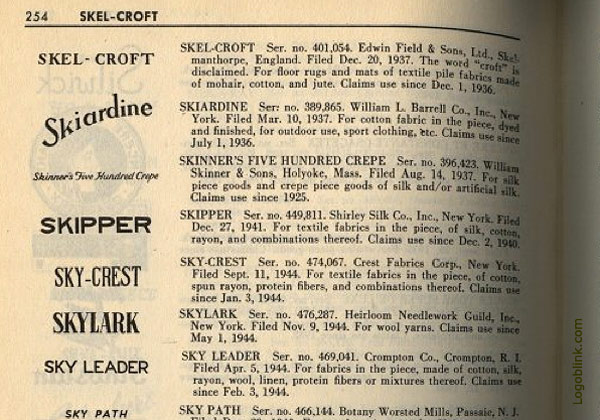 254 SKEL-CROFT
SKEL-CROFT
SKEL-CROFT Ser. no. 401,054. Edwin Field & Sons, Ltd., Skel-
manthorpe, England. Filed Dec. 20, 1937. The word "croft" is
disclaimed. For floor rugs and mats of textile pile fabrics made
of mohair, cotton, and jute. Claims use since Dec. 1, 1936.
Skiardine
SKIARDINE Ser: no. 389,865. William L. Barrell Co., Inc., New
York. Filed Mar. 10, 1937. For cotton fabric in the piece, dyed
and finished, for outdoor use, sport clothing, etc. Claims use since
July 1, 1936.
Skinner's Five Hundred Crepe
SKINNER'S FIVE HUNDRED CREPE Ser. no. 396,423. William
Skinner & Sons, Holyoke, Mass. Filed Aug. 14, 1937. For silk
piece goods and crepe piece goods of silk and/or artificial silk.
Claims use since 1925.
SKIPPER
SKIPPER Ser. no. 449,811. Shirley Silk Co., Inc., New York. Filed
Dec. 27, 1941. For textile fabrics in the piece, of silk, cotton,
rayon, and combinations thereof. Claims use since Dec. 2, 1940.
SKY-CREST
SKY-CREST Ser. no. 474,067. Crest Fabrics Corp., New York.
Filed Sept. 11, 1944. For textile fabrics in the piece, of cotton,
spun rayon, protein fibers, and combinations thereof. Claims use
since Jan. 3, 1944.
SKYLARK
SKYLARK Ser. no. 476,287. Heirloom Needlework Guild, Inc.,
New York. Filed Nov. 9, 1944. For wool yarns. Claims use since
May 1, 1944.
SKY LEADER
SKY LEADER Ser. no. 469,041. Crompton Co., Crompton, R. I.
Filed Apr. 5, 1944. For fabrics in the piece, made of cotton, silk,
rayon, wool, linen, protein fibers or mixtures thereof. Claims use
since Feb. 3, 1944.
SKY PATH
SKY PATH Ser. no. 466,144. Botany Worsted Mills, Passaic, N. J.
Logoblink.com